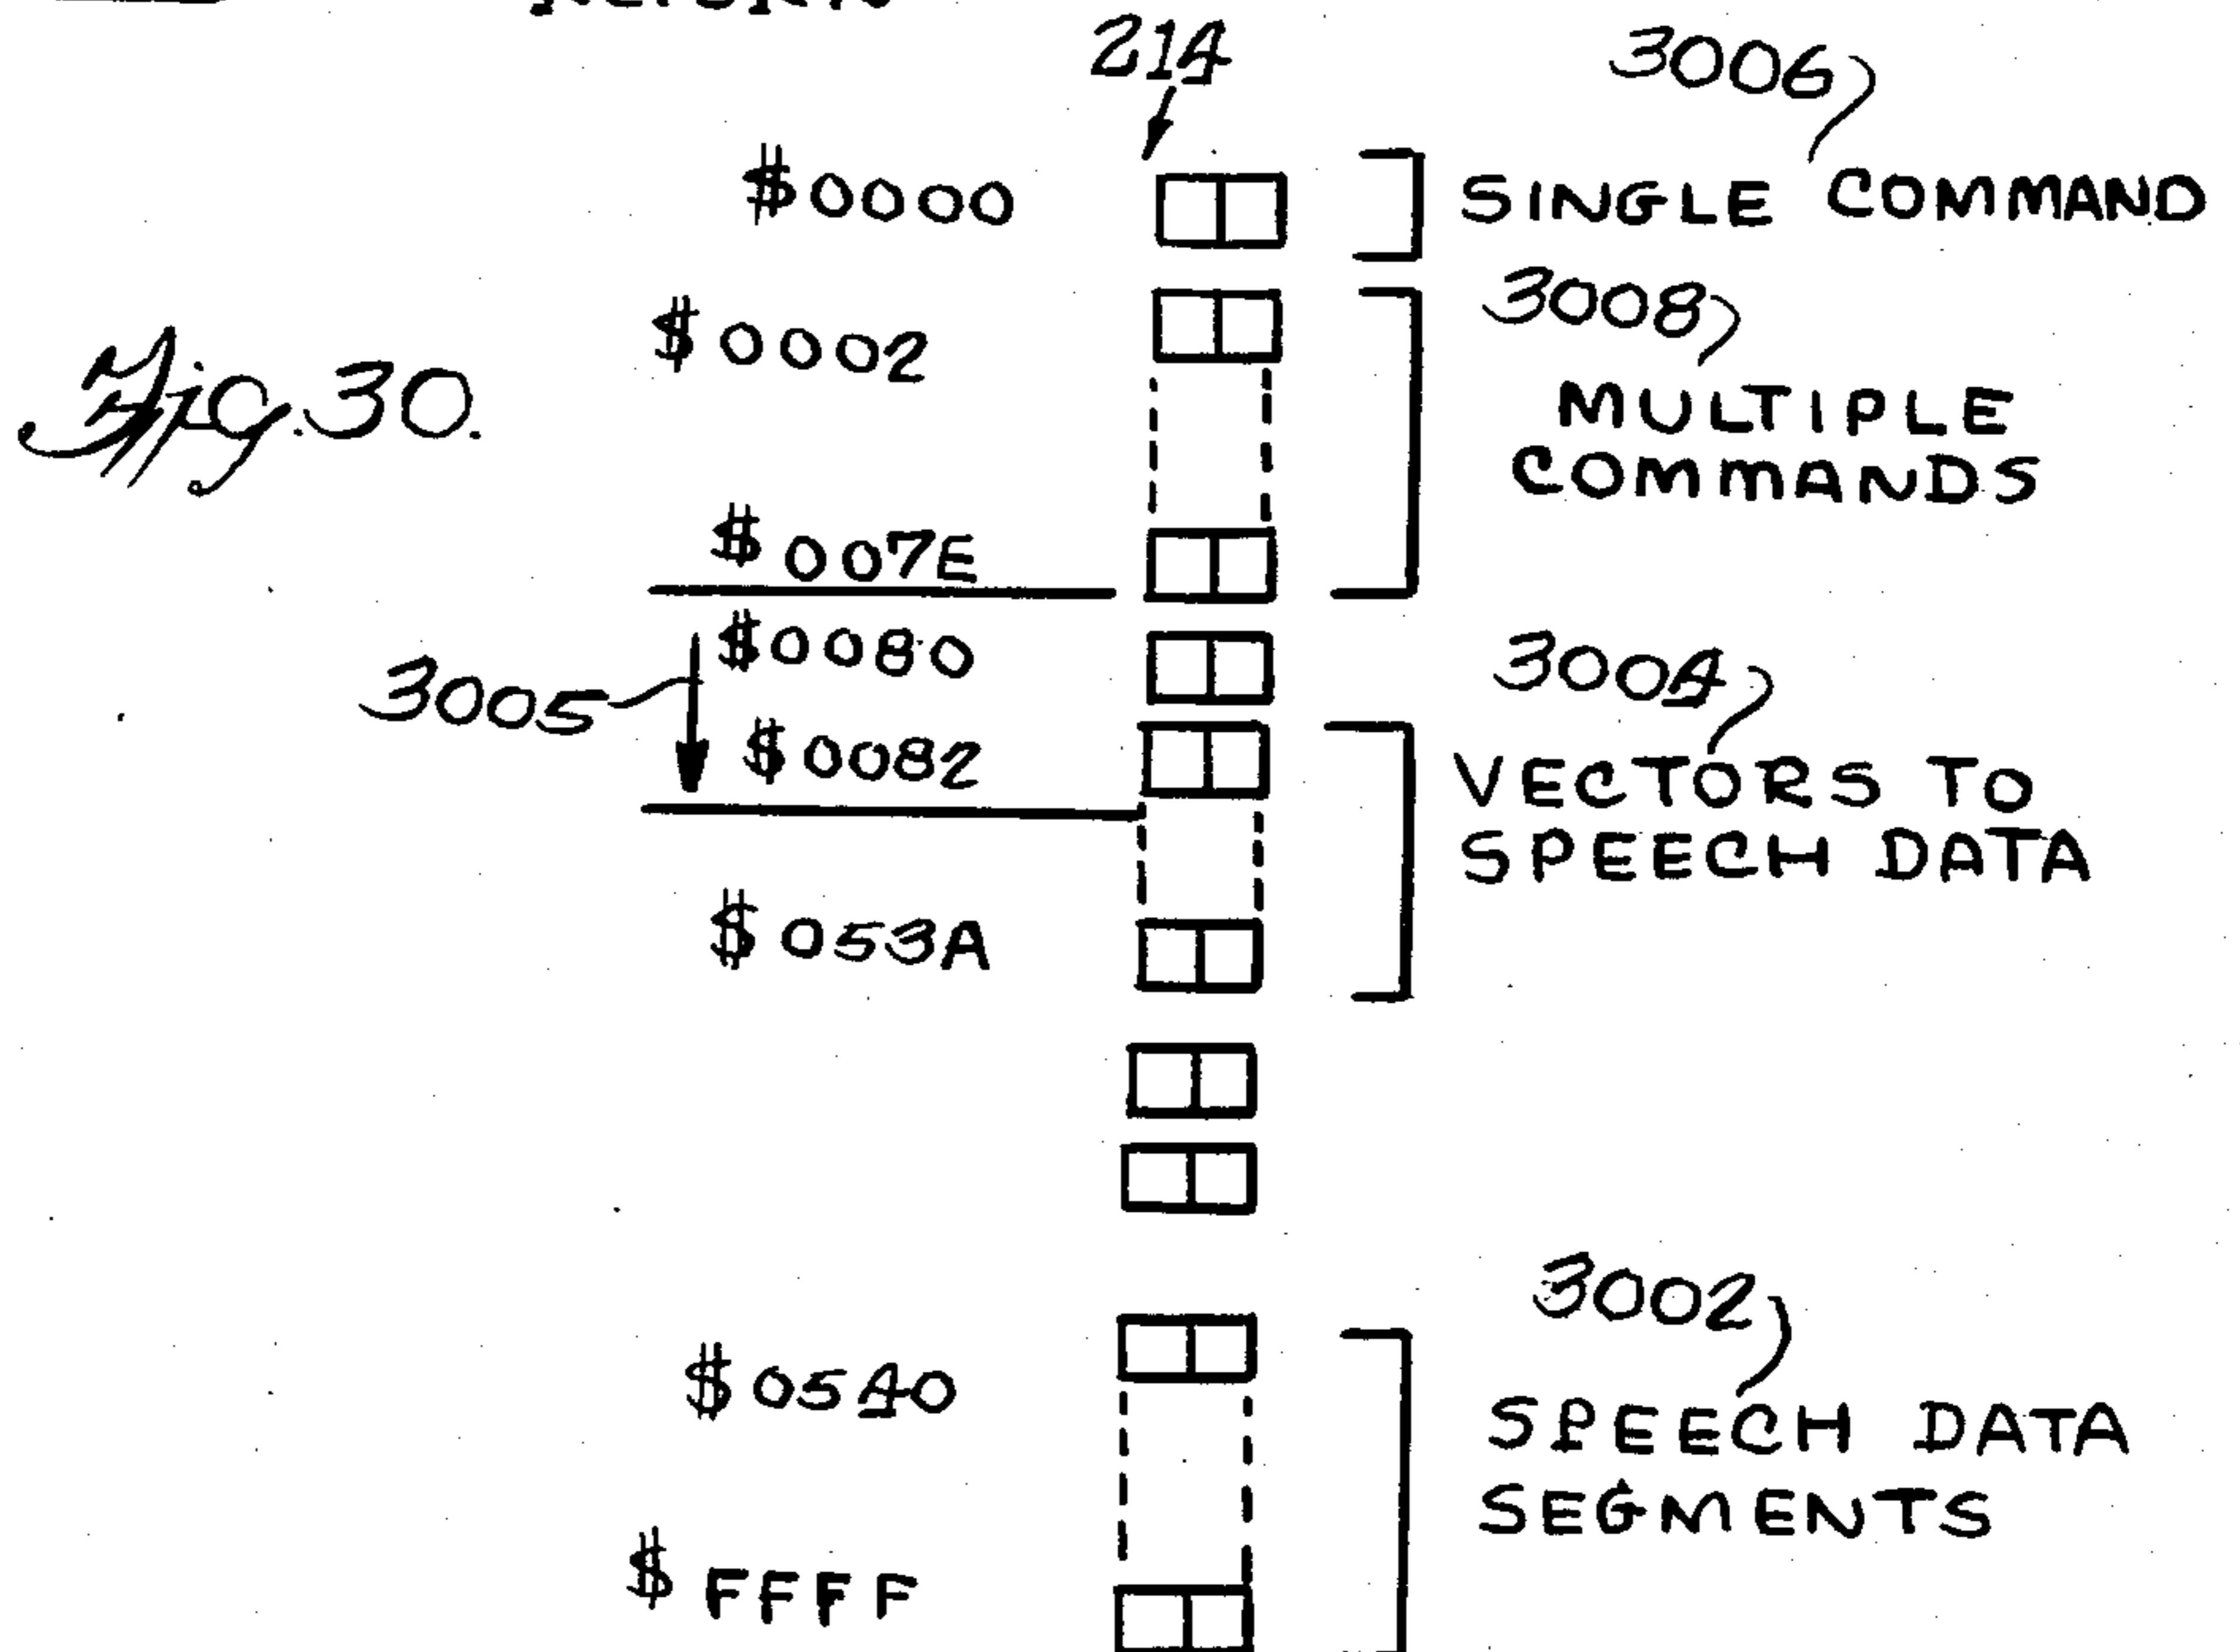 214
3006
$0000
SINGLE COMMAND
3008
$0002
MULTIPLE
COMMANDS
Fig. 30.
$007E
$0080
3004
3005
$0082
VECTORS TO
SPEECH DATA
$053A
3002
$0540
SPEECH DATA
SEGMENTS
$FFFF